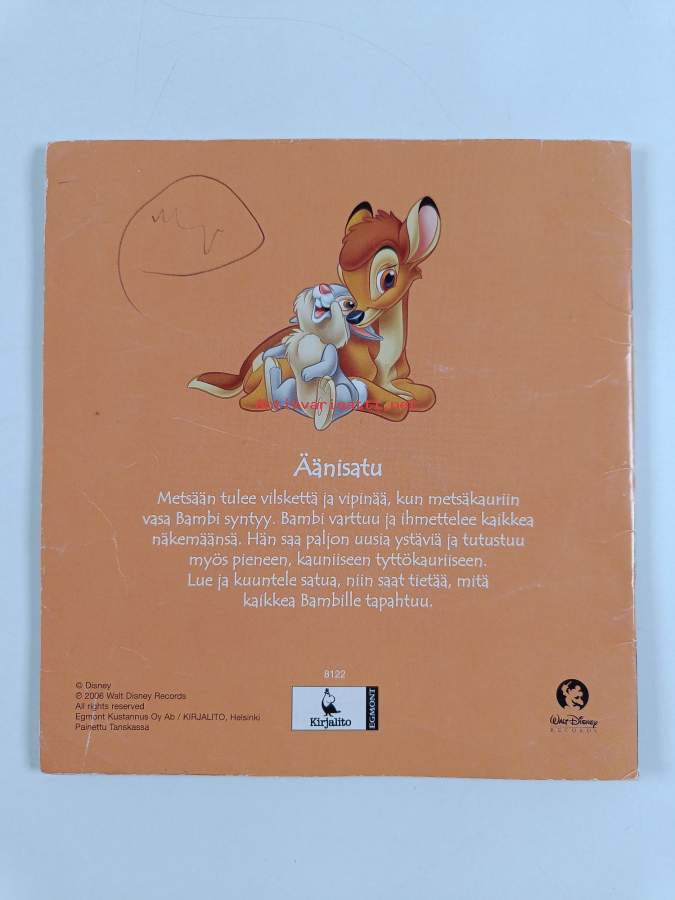 Antikvariaatti.net
Äänisatu
Metsään tulee vilskettä ja vipinää, kun metsäkauriin
vasa Bambi syntyy. Bambi varttuu ja ihmettelee kaikkea
näkemäänsä. Hän saa paljon uusia ystäviä ja tutustuu
myös pieneen, kauniiseen tyttökauriiseen.
Lue ja kuuntele satua, niin saat tietää, mitä
kaikkea Bambille tapahtuu.
8122
© Disney
℗ 2006 Walt Disney Records
All rights reserved
Egmont Kustannus Oy Ab / KIRJALITO, Helsinki
Painettu Tanskassa
Kirjalito
EGMONT
WALT DISNEY
RECORDS